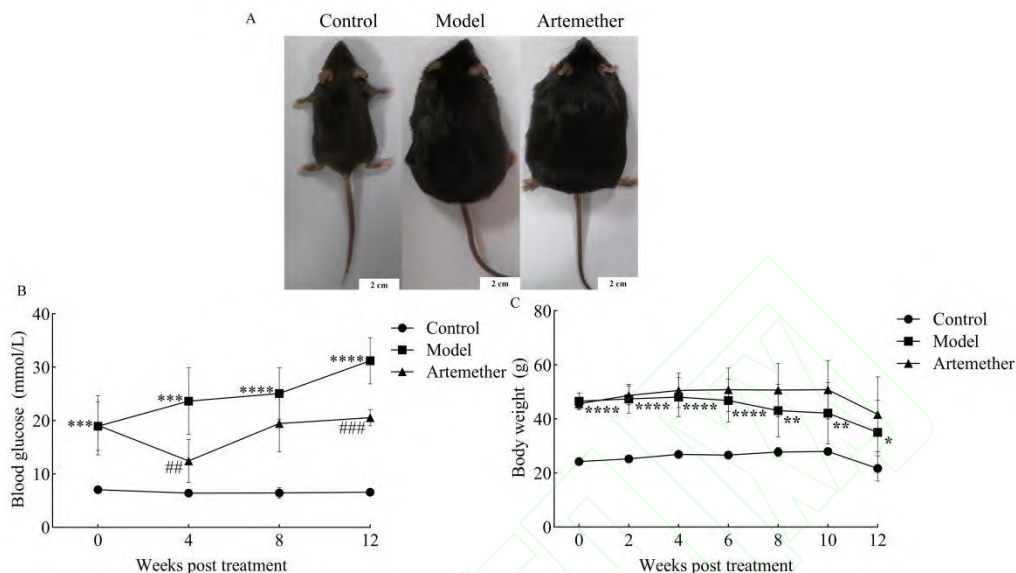 A
Control Model Artemether
2 cm 2 cm 2 cm
B
Blood glucose (mmol/L)
40
30
20
10
0
0 4 8 12
Weeks post treatment
*** *** **** ****
## ###
Control
Model
Artemether
C
Body weight (g)
80
60
40
20
0
0 2 4 6 8 10 12
Weeks post treatment
**** **** **** **** ** ** *
Control
Model
Artemether